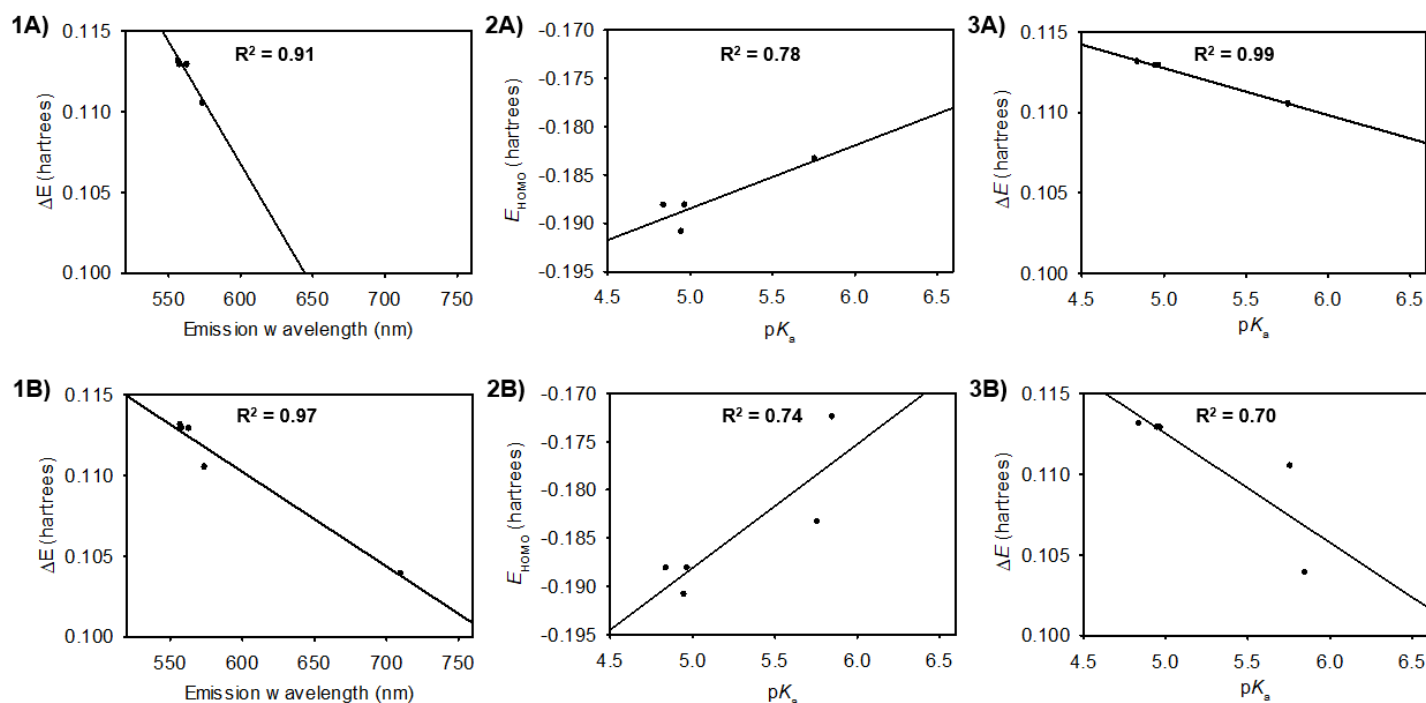 1A)
R² = 0.91
ΔE (hartrees)
0.115
0.110
0.105
0.100
550 600 650 700 750
Emission w avelength (nm)
2A)
R² = 0.78
E HOMO (hartrees)
-0.170
-0.175
-0.180
-0.185
-0.190
-0.195
4.5 5.0 5.5 6.0 6.5
pKa
3A)
R² = 0.99
ΔE (hartrees)
0.115
0.110
0.105
0.100
4.5 5.0 5.5 6.0 6.5
pKa
1B)
R² = 0.97
ΔE (hartrees)
0.115
0.110
0.105
0.100
550 600 650 700 750
Emission w avelength (nm)
2B)
R² = 0.74
E HOMO (hartrees)
-0.170
-0.175
-0.180
-0.185
-0.190
-0.195
4.5 5.0 5.5 6.0 6.5
pKa
3B)
R² = 0.70
ΔE (hartrees)
0.115
0.110
0.105
0.100
4.5 5.0 5.5 6.0 6.5
pKa